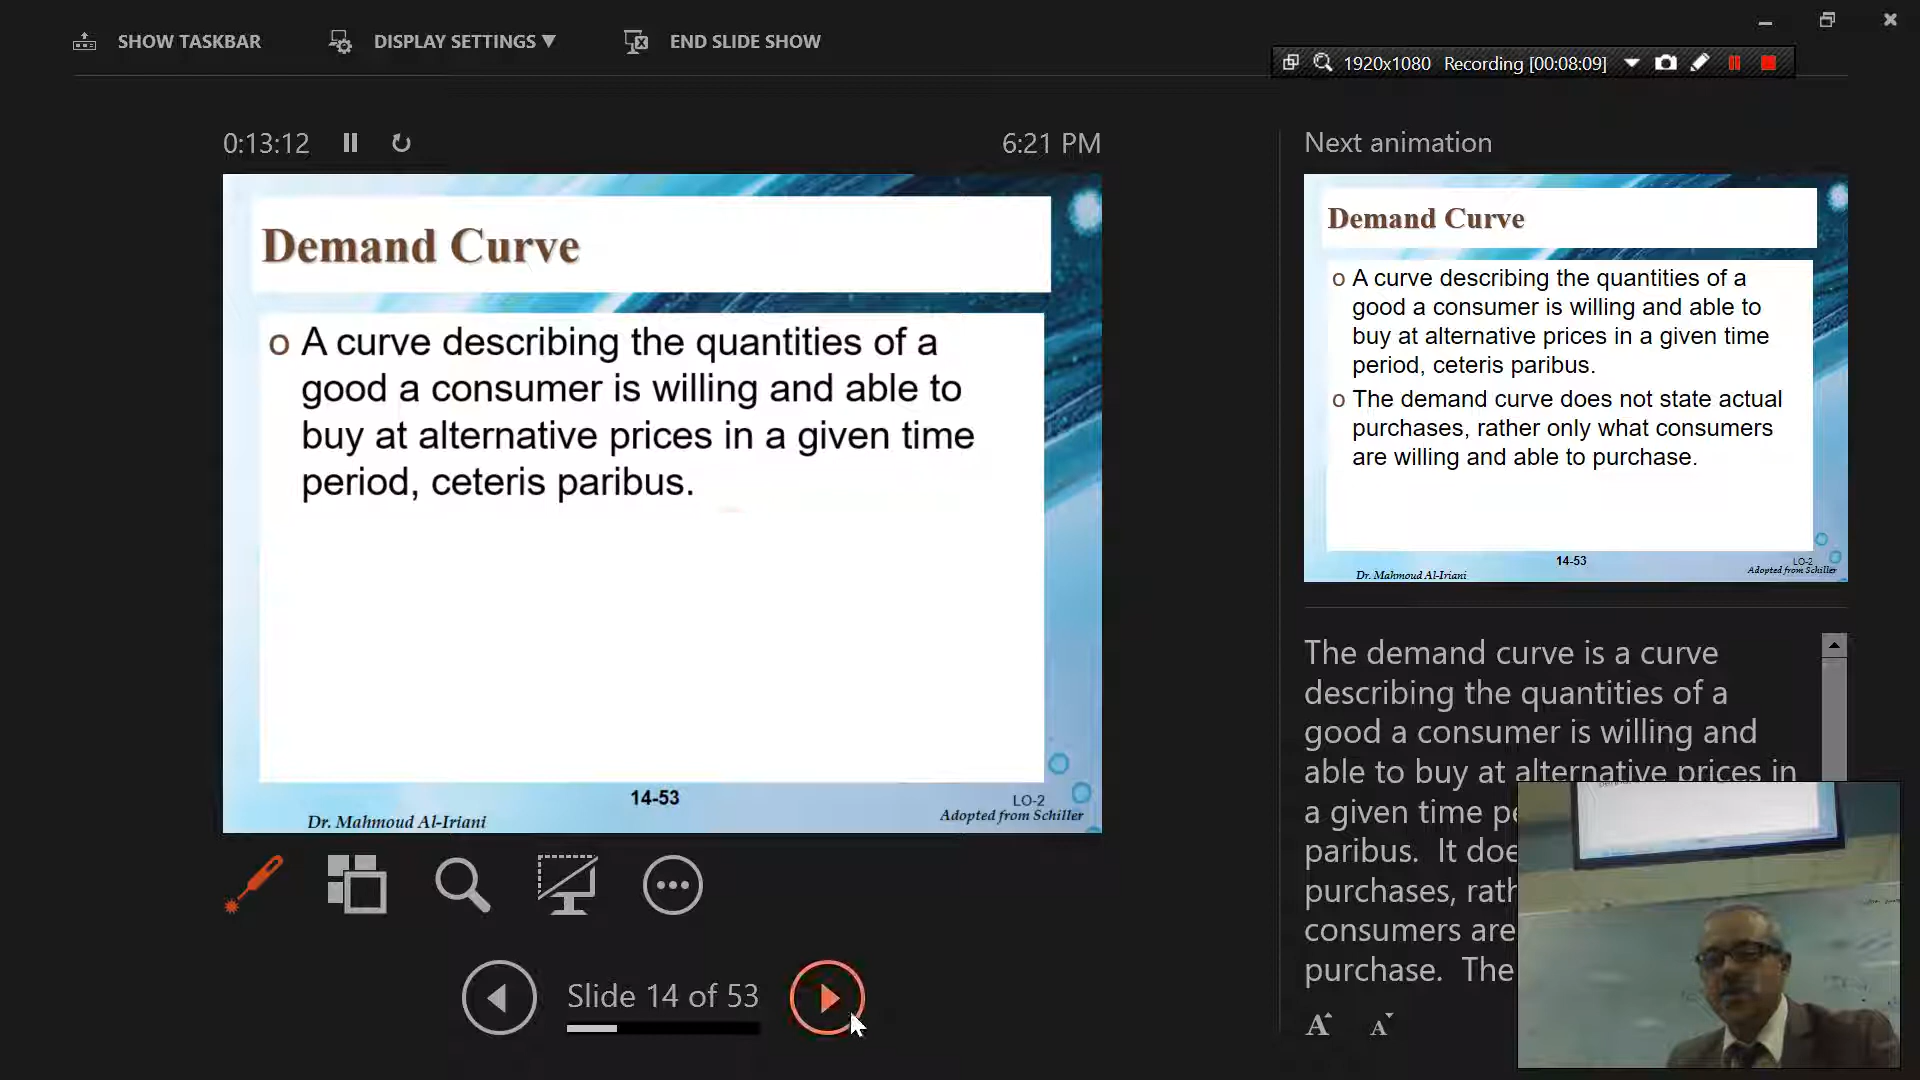 SHOW TASKBAR
DISPLAY SETTINGS ▼
END SLIDE SHOW
1920x1080 Recording [00:08:09]
0:13:12
6:21 PM
Demand Curve
o A curve describing the quantities of a
good a consumer is willing and able to
buy at alternative prices in a given time
period, ceteris paribus.
14-53
LO-2
Dr. Mahmoud Al-Iriani
Adopted from Schiller
Slide 14 of 53
Next animation
Demand Curve
o A curve describing the quantities of a
good a consumer is willing and able to
buy at alternative prices in a given time
period, ceteris paribus.
o The demand curve does not state actual
purchases, rather only what consumers
are willing and able to purchase.
14-53
LO-2
Dr. Mahmoud Al-Iriani
Adopted from Schiller
The demand curve is a curve
describing the quantities of a
good a consumer is willing and
able to buy at alternative prices in
a given time
paribus. It
purchases,
consumers are
purchase. The
A A